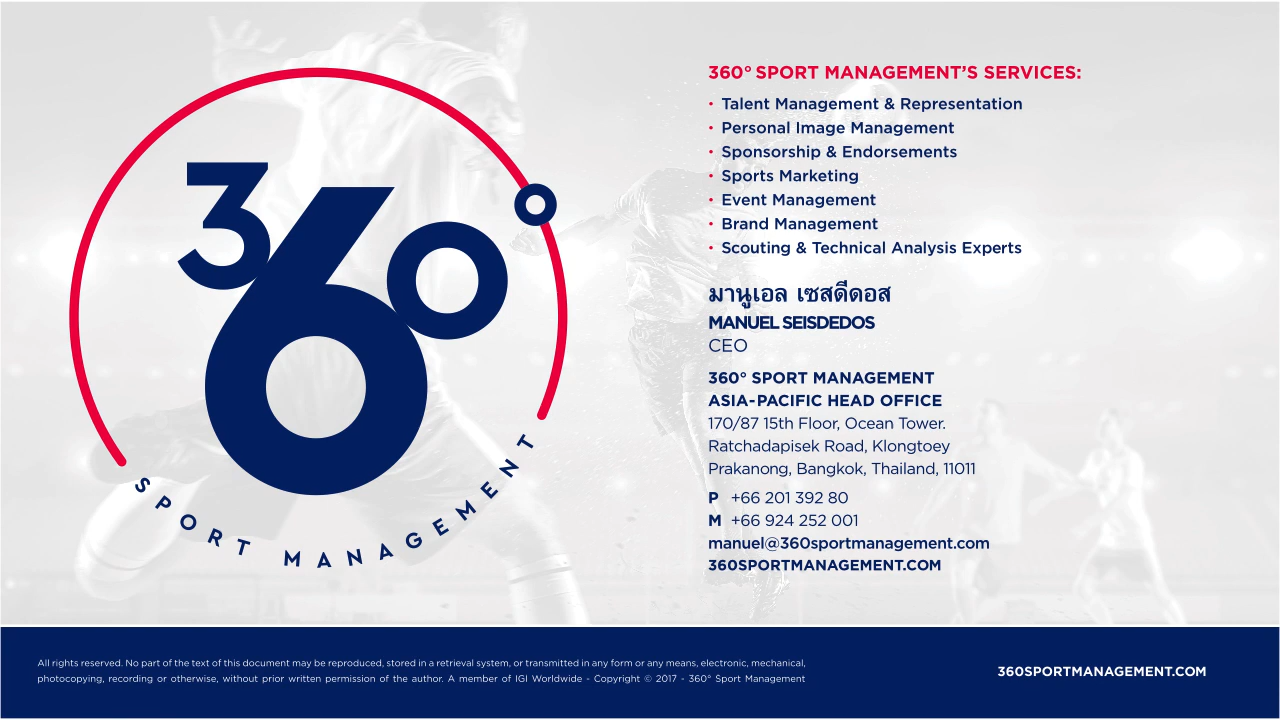 360°
SPORT MANAGEMENT
360° SPORT MANAGEMENT’S SERVICES:
• Talent Management & Representation
• Personal Image Management
• Sponsorship & Endorsements
• Sports Marketing
• Event Management
• Brand Management
• Scouting & Technical Analysis Experts
มานูเอล เซสดีดอส
MANUEL SEISDEDOS
CEO
360° SPORT MANAGEMENT
ASIA-PACIFIC HEAD OFFICE
170/87 15th Floor, Ocean Tower.
Ratchadapisek Road, Klongtoey
Prakanong, Bangkok, Thailand, 11011
P +66 201 392 80
M +66 924 252 001
manuel@360sportmanagement.com
360SPORTMANAGEMENT.COM
All rights reserved. No part of the text of this document may be reproduced, stored in a retrieval system, or transmitted in any form or any means, electronic, mechanical,
photocopying, recording or otherwise, without prior written permission of the author. A member of IGI Worldwide - Copyright © 2017 - 360° Sport Management
360SPORTMANAGEMENT.COM